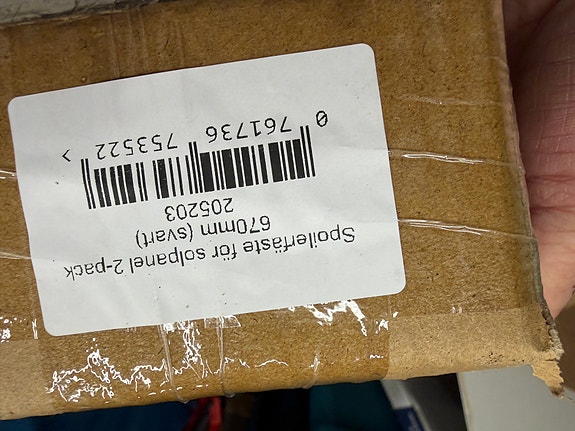 Spoilerfäste för solpanel 2-pack
670mm (svart)
205203
0 761736 753522 >